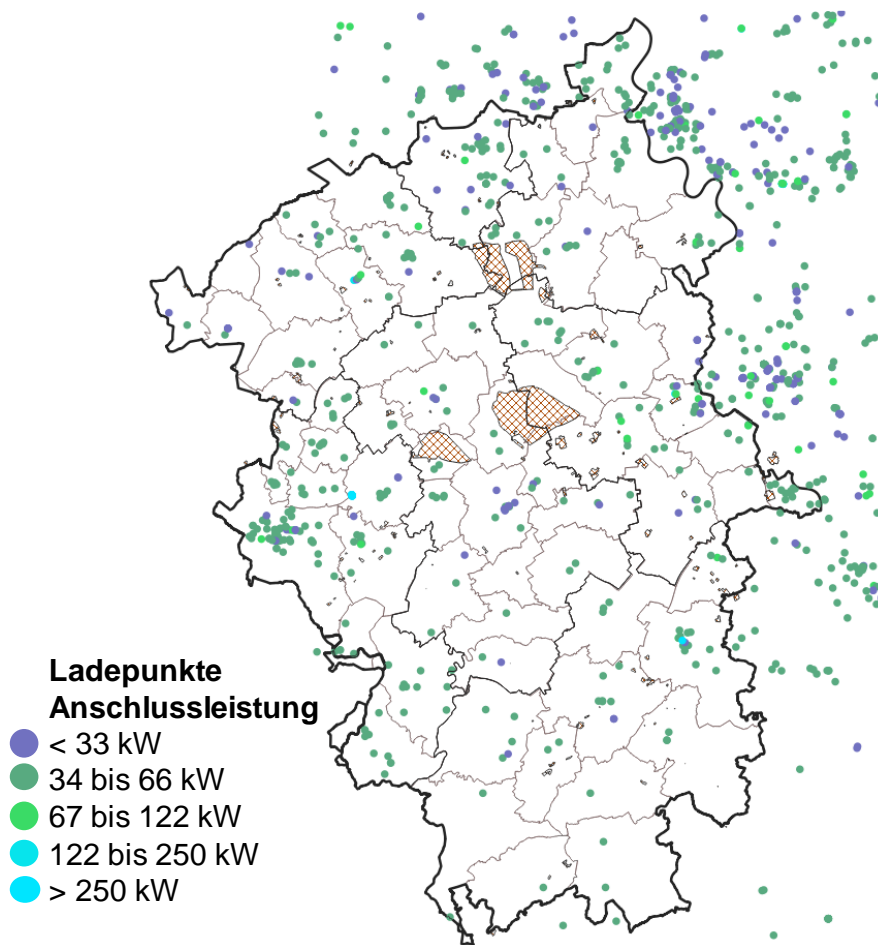 Ladepunkte
Anschlussleistung
< 33 kW
34 bis 66 kW
67 bis 122 kW
122 bis 250 kW
> 250 kW